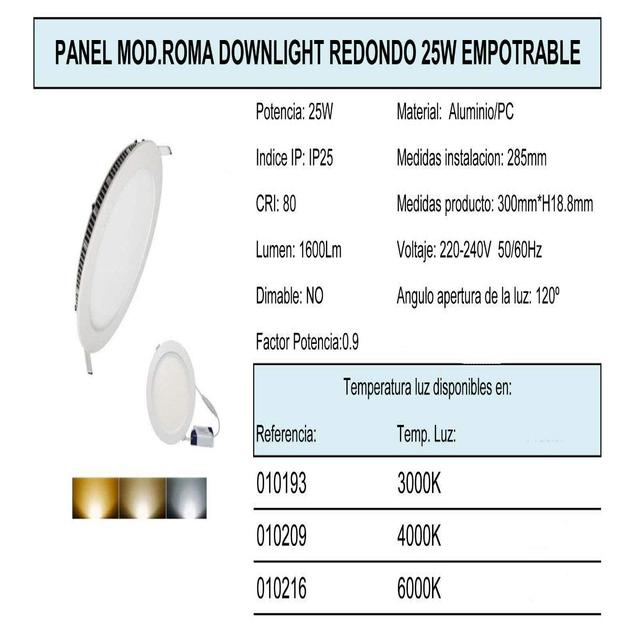 PANEL MOD.ROMA DOWNLIGHT REDONDO 25W EMPOTRABLE
Potencia: 25W Material: Aluminio/PC
Indice IP: IP25 Medidas instalacion: 285mm
CRI: 80 Medidas producto: 300mm*H18.8mm
Lumen: 1600Lm Voltaje: 220-240V 50/60Hz
Dimable: NO Angulo apertura de la luz: 120º
Factor Potencia:0.9
Temperatura luz disponibles en:
Referencia: Temp. Luz:
010193 3000K
010209 4000K
010216 6000K